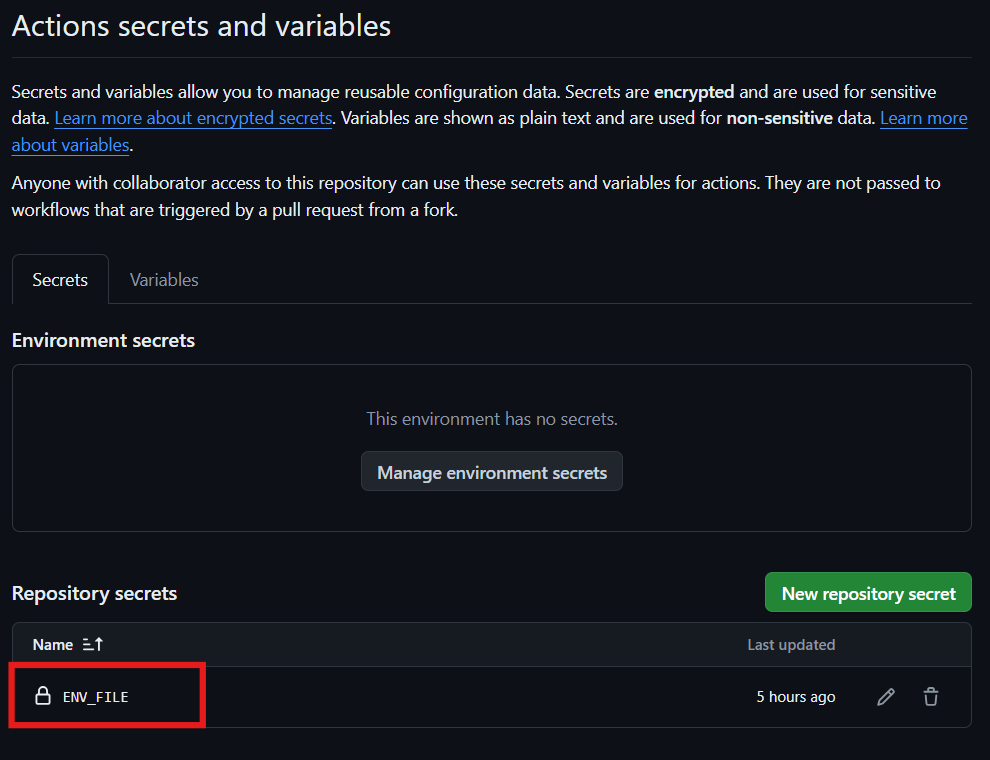 Actions secrets and variables
Secrets and variables allow you to manage reusable configuration data. Secrets are encrypted and are used for sensitive
data. Learn more about encrypted secrets. Variables are shown as plain text and are used for non-sensitive data. Learn more
about variables.
Anyone with collaborator access to this repository can use these secrets and variables for actions. They are not passed to
workflows that are triggered by a pull request from a fork.
Secrets Variables
Environment secrets
This environment has no secrets.
Manage environment secrets
Repository secrets New repository secret
Name Last updated
ENV_FILE 5 hours ago